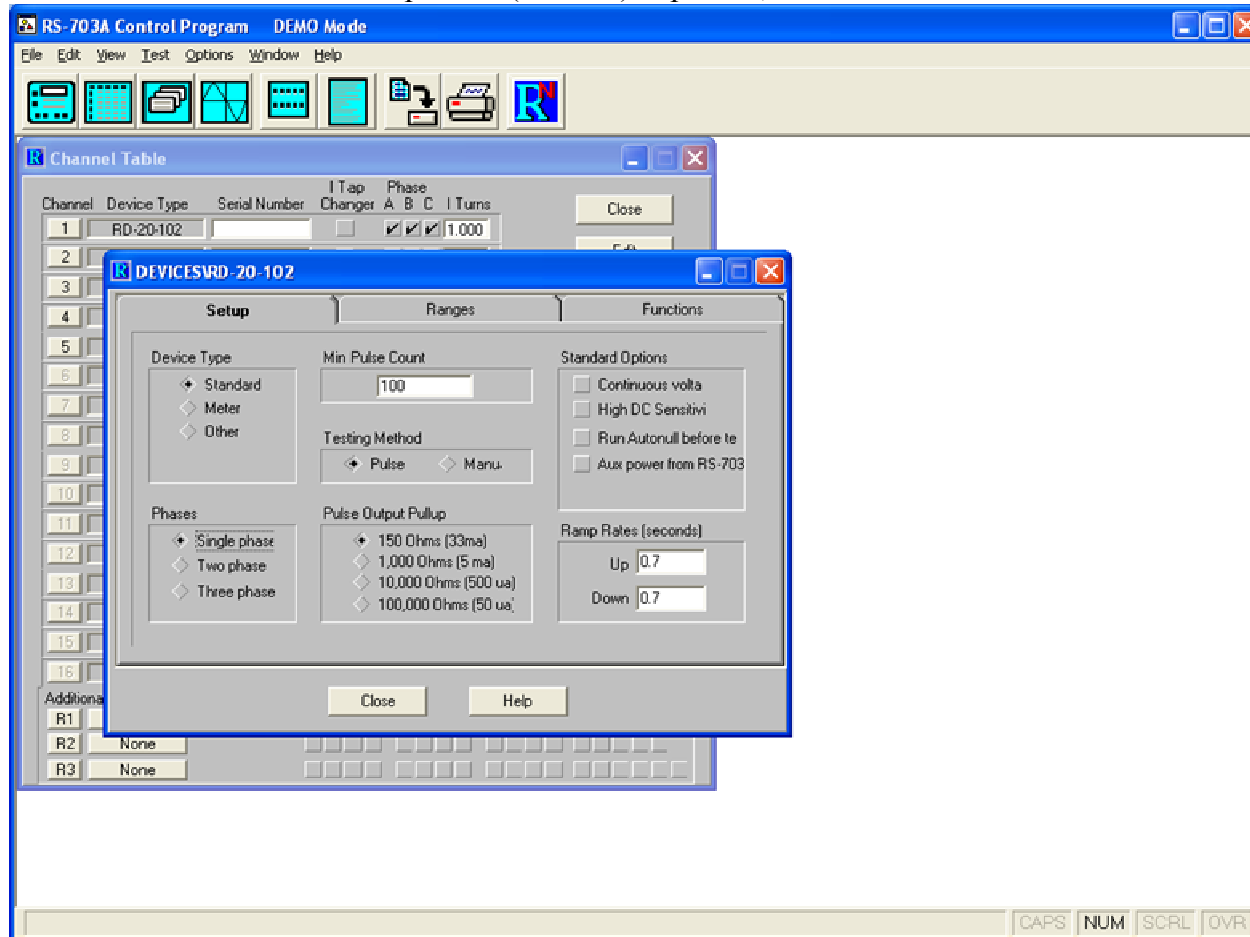 RS-703A Control Program DEMO Mode
File Edit View Test Options Window Help
Channel Table
I Tap Phase
Channel Device Type Serial Number Changer A B C I Turns
Close
1 RD-20-102 1.000
2
3
4
5
6
7
8
9
10
11
12
13
14
15
16
DEVICES\RD-20-102
Setup Ranges Functions
Device Type Min Pulse Count Standard Options
Standard 100 Continuous volta
Meter High DC Sensitivi
Other Testing Method Run Autonull before te
Pulse Manu Aux power from RS-703
Phases Pulse Output Pullup Ramp Rates (seconds)
Single phase 150 Ohms (33ma)
Two phase 1,000 Ohms (5 ma) Up 0.7
Three phase 10,000 Ohms (500 ua)
100,000 Ohms (50 ua) Down 0.7
Close Help
Additiona
R1
R2 None
R3 None
CAPS NUM SCRL OVR